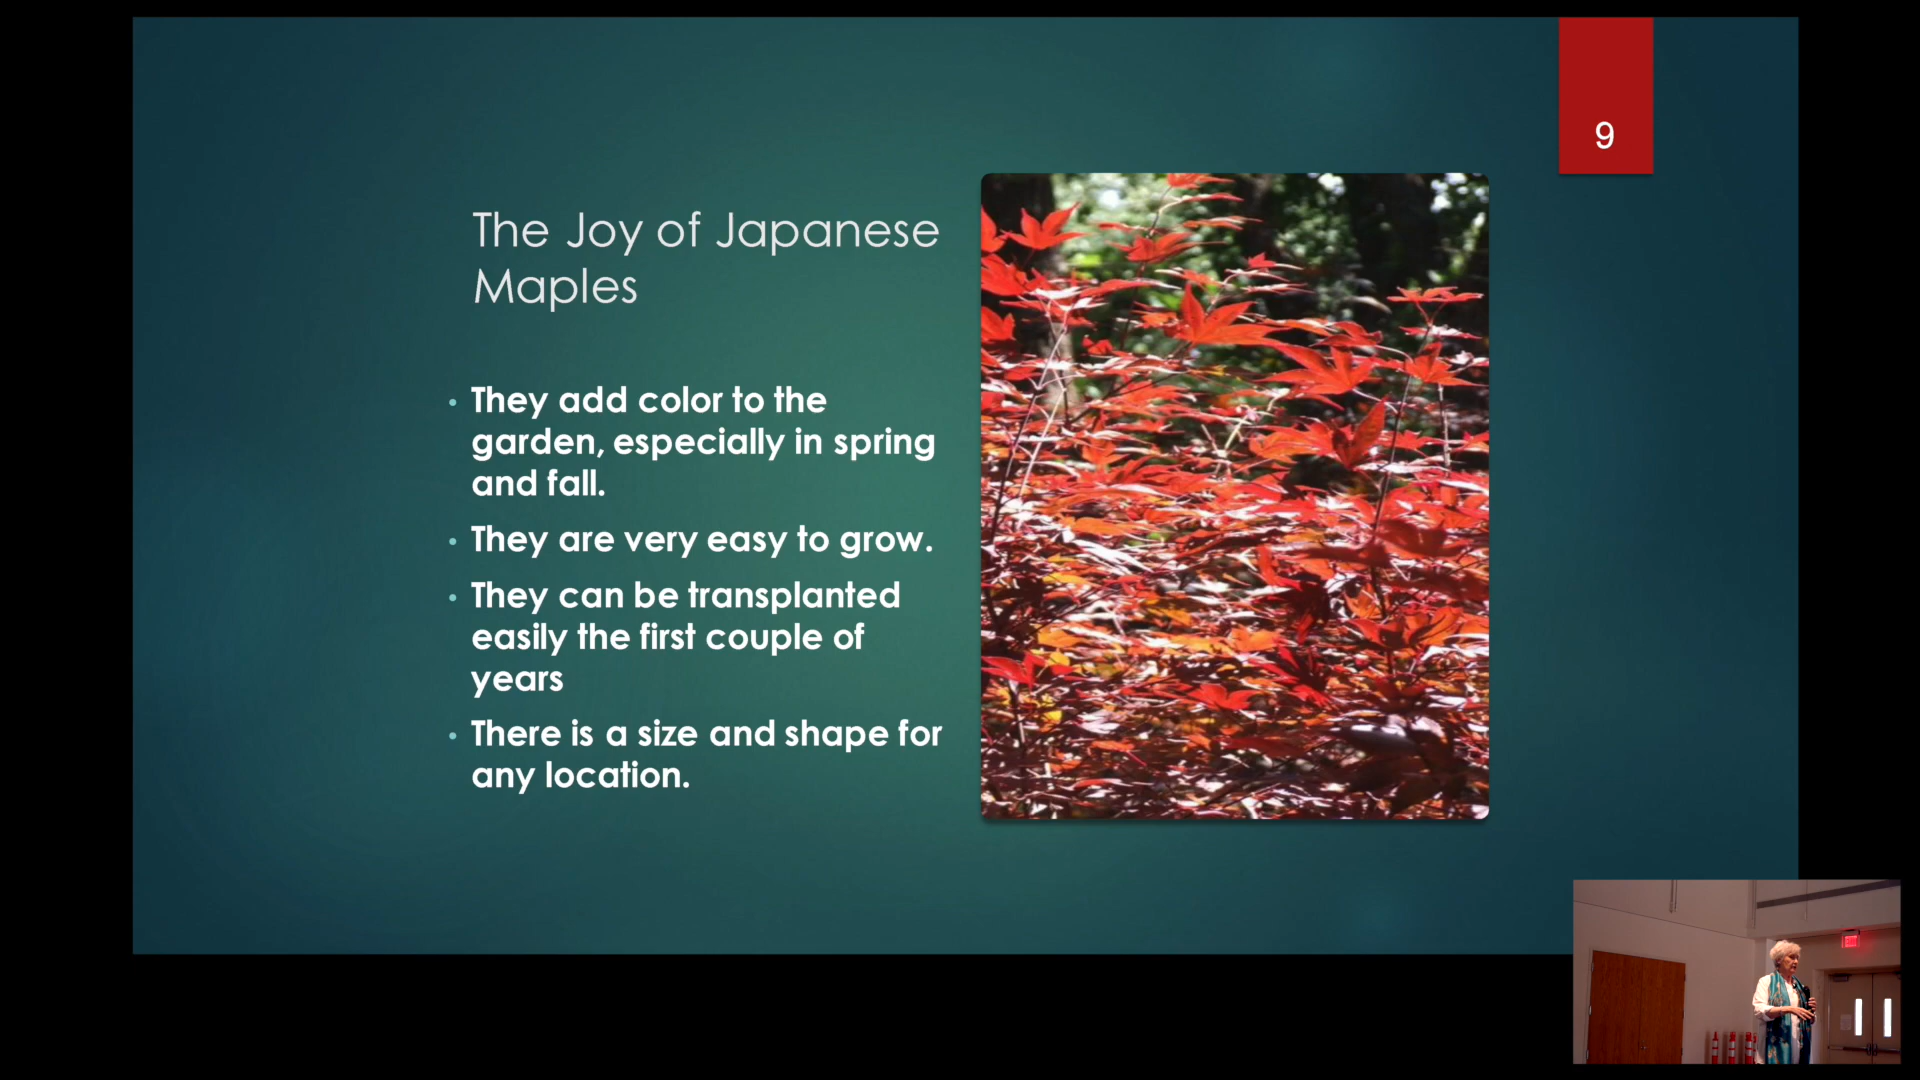 9
The Joy of Japanese
Maples
• They add color to the
garden, especially in spring
and fall.
• They are very easy to grow.
• They can be transplanted
easily the first couple of
years
• There is a size and shape for
any location.